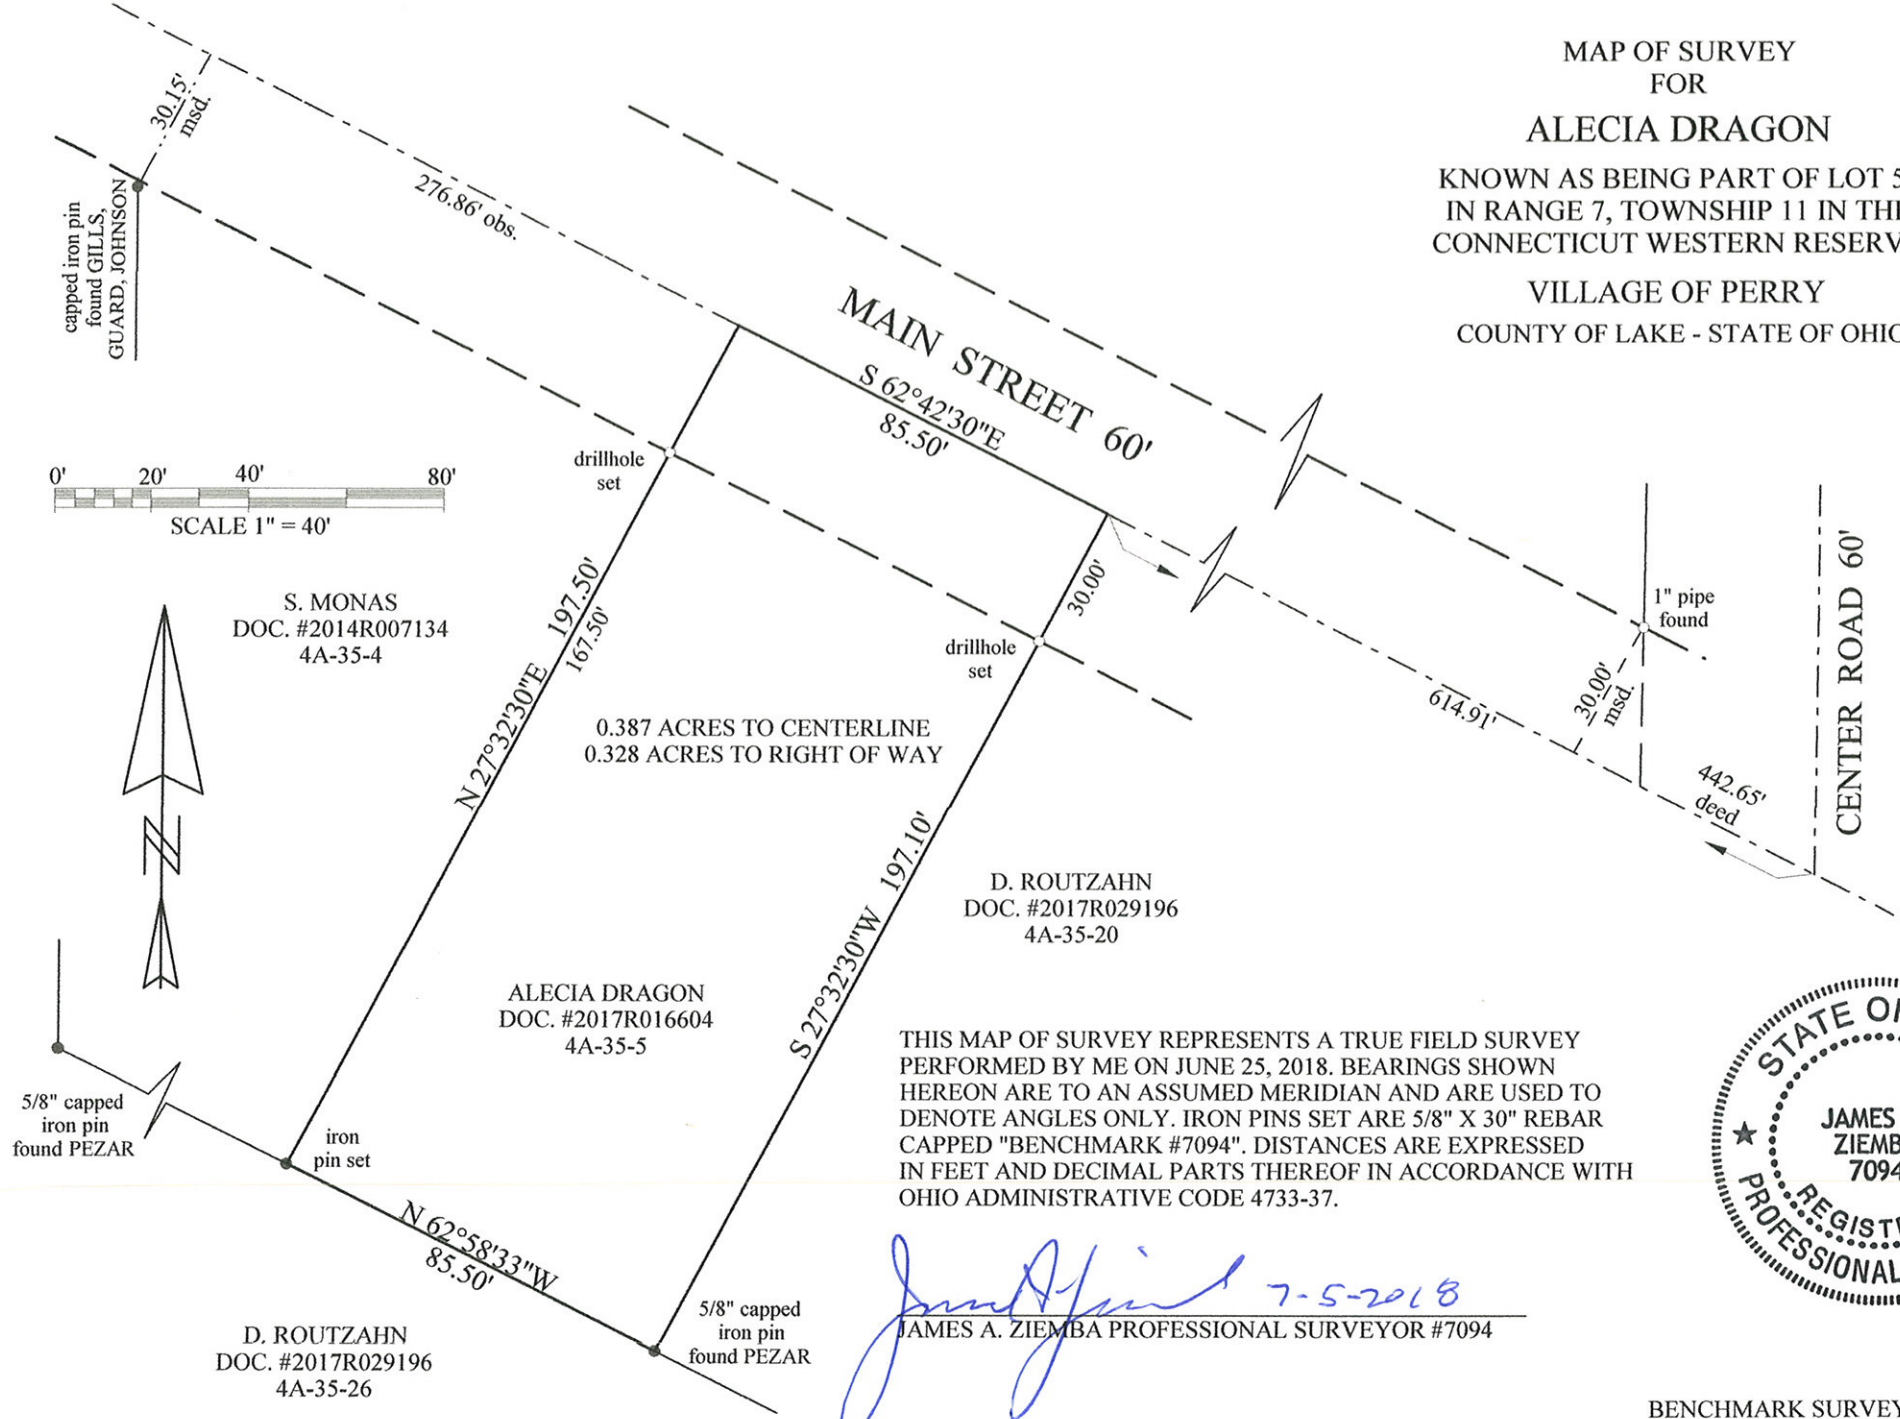 MAP OF SURVEY
FOR
ALECIA DRAGON
KNOWN AS BEING PART OF LOT 5
IN RANGE 7, TOWNSHIP 11 IN TH
CONNECTICUT WESTERN RESERV
VILLAGE OF PERRY
COUNTY OF LAKE - STATE OF OHIO
30.15'
msd.
capped iron pin
found GILLS,
GUARD, JOHNSON
276.86' obs.
MAIN STREET 60'
S 62°42'30"E
85.50'
drillhole
set
0' 20' 40' 80'
SCALE 1" = 40'
S. MONAS
DOC. #2014R007134
4A-35-4
N 27°32'30"E 197.50'
167.50'
30.00'
drillhole
set
1" pipe
found
30.00'
msd.
614.91'
442.65'
deed
CENTER ROAD 60'
0.387 ACRES TO CENTERLINE
0.328 ACRES TO RIGHT OF WAY
N
S 27°32'30"W 197.10'
D. ROUTZAHN
DOC. #2017R029196
4A-35-20
ALECIA DRAGON
DOC. #2017R016604
4A-35-5
5/8" capped
iron pin
found PEZAR
iron
pin set
N 62°58'33"W
85.50'
5/8" capped
iron pin
found PEZAR
D. ROUTZAHN
DOC. #2017R029196
4A-35-26
THIS MAP OF SURVEY REPRESENTS A TRUE FIELD SURVEY
PERFORMED BY ME ON JUNE 25, 2018. BEARINGS SHOWN
HEREON ARE TO AN ASSUMED MERIDIAN AND ARE USED TO
DENOTE ANGLES ONLY. IRON PINS SET ARE 5/8" X 30" REBAR
CAPPED "BENCHMARK #7094". DISTANCES ARE EXPRESSED
IN FEET AND DECIMAL PARTS THEREOF IN ACCORDANCE WITH
OHIO ADMINISTRATIVE CODE 4733-37.
7-5-2018
JAMES A. ZIEMBA PROFESSIONAL SURVEYOR #7094
STATE OF
JAMES
ZIEMB
7094
REGIST
PROFESSIONAL
BENCHMARK SURVEY